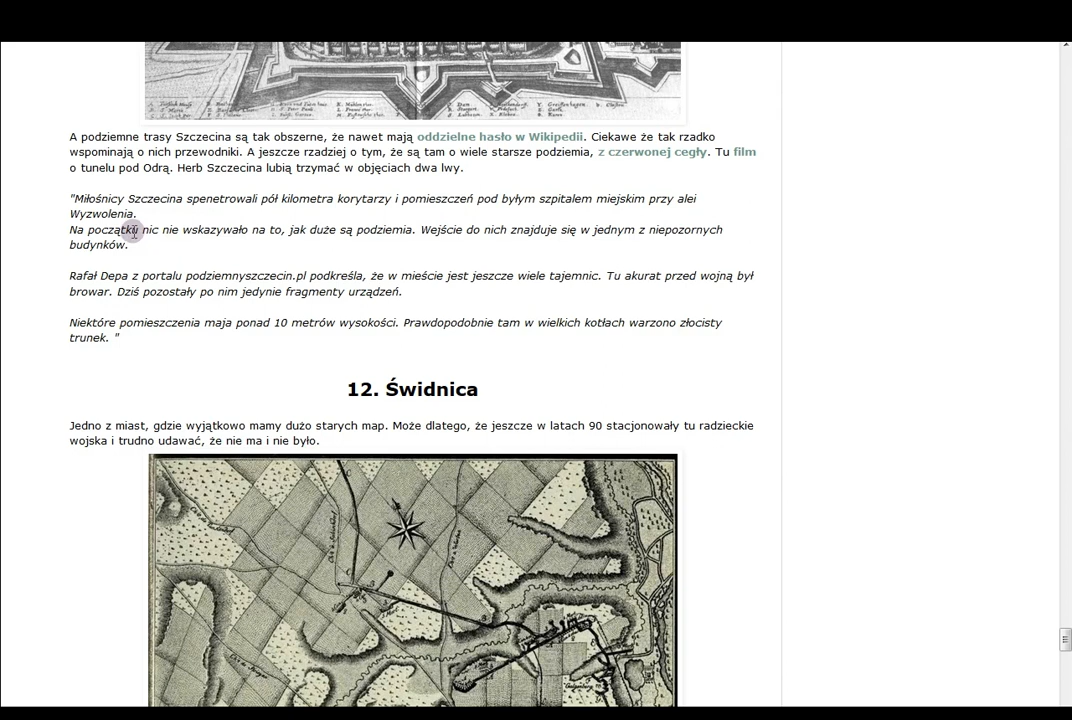 A podziemne trasy Szczecina są tak obszerne, że nawet mają oddzielne hasło w Wikipedii. Ciekawe że tak rzadko
wspominają o nich przewodniki. A jeszcze rzadziej o tym, że są tam o wiele starsze podziemia, z czerwonej cegły. Tu film
o tunelu pod Odrą. Herb Szczecina lubią trzymać w objęciach dwa lwy.
"Miłośnicy Szczecina spenetrowali pół kilometra korytarzy i pomieszczeń pod byłym szpitalem miejskim przy alei
Wyzwolenia.
Na początku nic nie wskazywało na to, jak duże są podziemia. Wejście do nich znajduje się w jednym z niepozornych
budynków.
Rafał Depa z portalu podziemnyszczecin.pl podkreśla, że w mieście jest jeszcze wiele tajemnic. Tu akurat przed wojną był
browar. Dziś pozostały po nim jedynie fragmenty urządzeń.
Niektóre pomieszczenia maja ponad 10 metrów wysokości. Prawdopodobnie tam w wielkich kotłach warzono złocisty
trunek. "
12. Świdnica
Jedno z miast, gdzie wyjątkowo mamy dużo starych map. Może dlatego, że jeszcze w latach 90 stacjonowały tu radzieckie
wojska i trudno udawać, że nie ma i nie było.